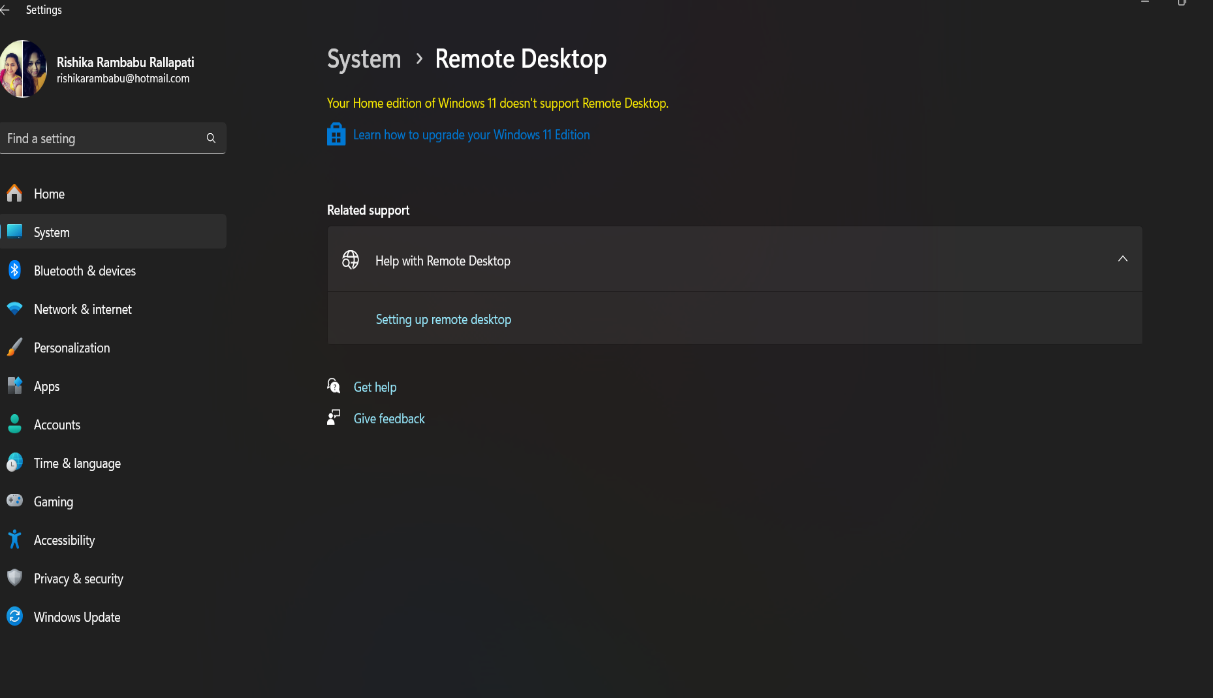 Settings
Rishika Rambabu Rallapati
rishikarambabu@hotmail.com
Find a setting
Home
System
Bluetooth & devices
Network & internet
Personalization
Apps
Accounts
Time & language
Gaming
Accessibility
Privacy & security
Windows Update
System > Remote Desktop
Your Home edition of Windows 11 doesn't support Remote Desktop.
Learn how to upgrade your Windows 11 Edition
Related support
Help with Remote Desktop
Setting up remote desktop
Get help
Give feedback